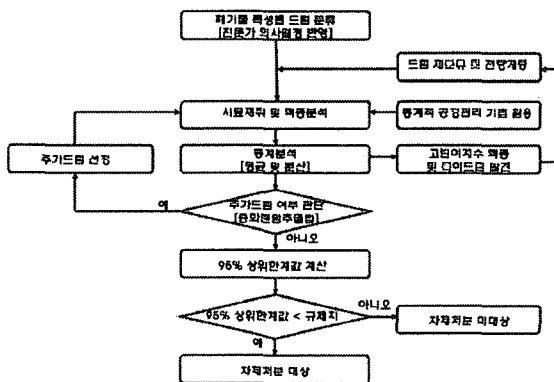 폐기물 특성별 드럼 분류
[전문가 의사결정 반영]
드럼 재분류 및 전량계측
시료채취 및 핵종분석
통계적 공정관리 기법 활용
추가드럼 선정
통계분석
[평균 및 분산]
고방사
핵종
및
드럼 발견
추가드럼 여부 판단
예
아니오
95% 상위한계값 계산
95% 상위한계값 < 규제치
아니오
자체처분 미대상
예
자체처분 대상